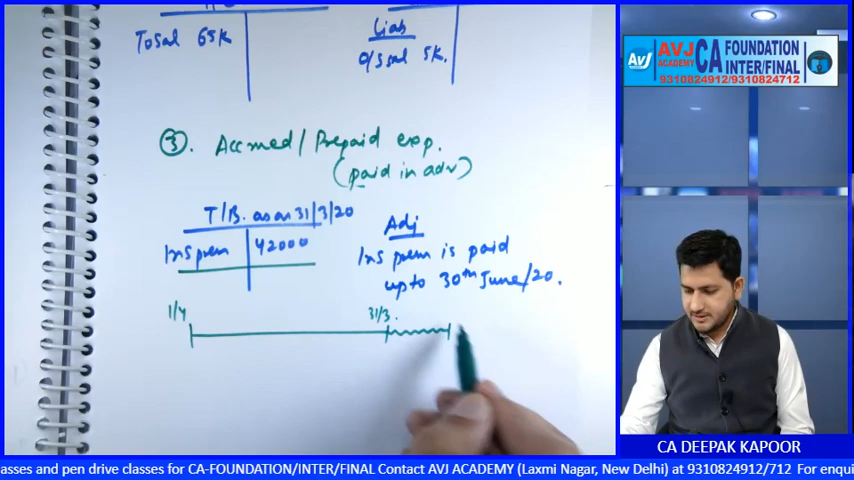 Total 65K
Liab
O/S sal 5K.
3. Accrued/Prepaid exp.
(paid in adv)
T/B. as on 31/3/20
Ins prem 42000
Adj
Ins prem is paid
upto 30th June/20.
1/4
31/3.
AVJ
AVJ
ACADEMY
CA
FOUNDATION
INTER/FINAL
9310824912/9310824712
CA DEEPAK KAPOOR
asses and pen drive classes for CA-FOUNDATION/INTER/FINAL Contact AVJ ACADEMY (Laxmi Nagar, New Delhi) at 9310824912/712 For enqui